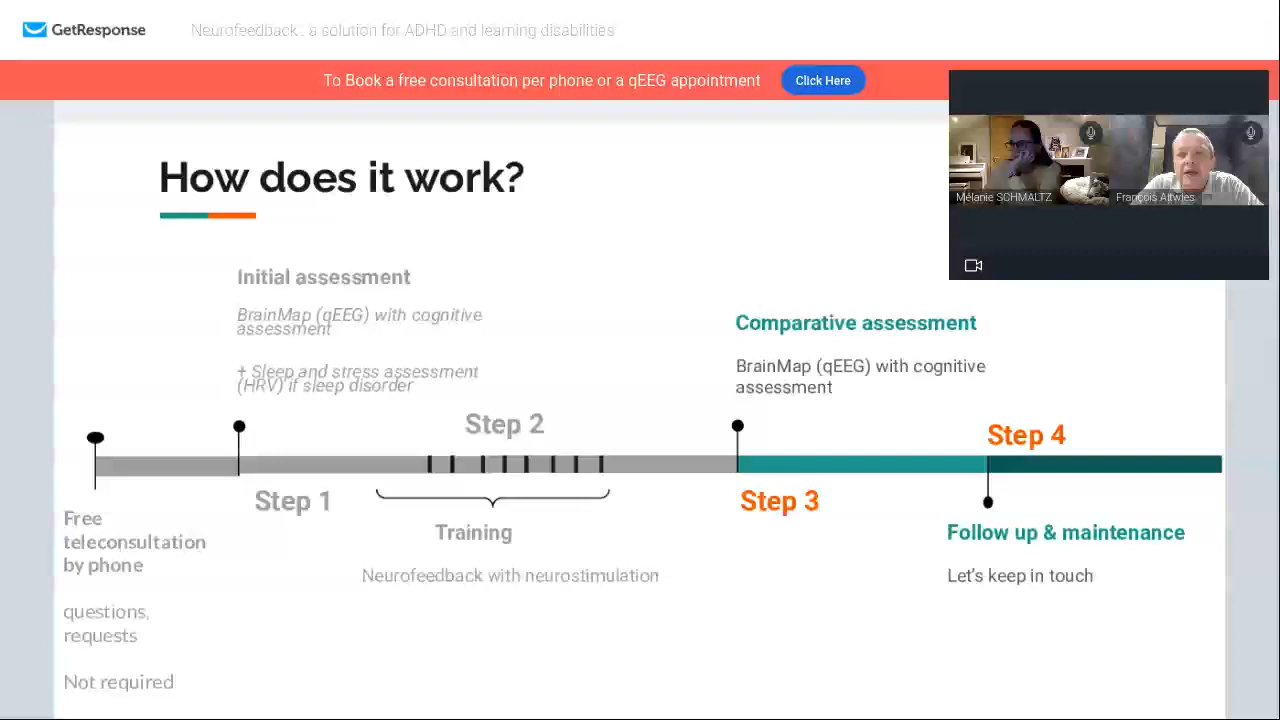 GetResponse
Neurofeedback : a solution for ADHD and learning disabilities
To Book a free consultation per phone or a qEEG appointment
Click Here
Mélanie SCHMALTZ
François
How does it work?
Initial assessment
BrainMap (qEEG) with cognitive
assessment
+ Sleep and stress assessment
(HRV) if sleep disorder
Comparative assessment
BrainMap (qEEG) with cognitive
assessment
Step 2
Step 4
Step 1
Step 3
Free
teleconsultation
by phone
questions,
requests
Not required
Training
Neurofeedback with neurostimulation
Follow up & maintenance
Let's keep in touch